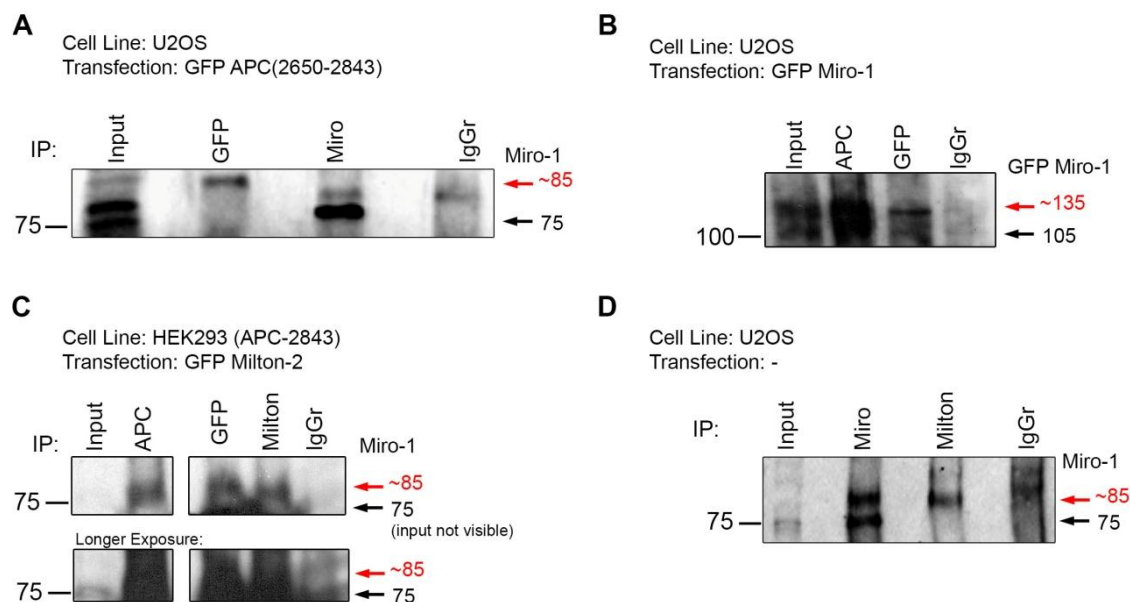 A
Cell Line: U2OS
Transfection: GFP APC(2650-2843)
IP: Input GFP Miro IgGr Miro-1
~85
75 75
B
Cell Line: U2OS
Transfection: GFP Miro-1
Input APC GFP IgGr GFP Miro-1
~135
100 105
C
Cell Line: HEK293 (APC-2843)
Transfection: GFP Milton-2
IP: Input APC GFP Milton IgGr Miro-1
~85
75 75
(input not visible)
Longer Exposure:
~85
75 75
D
Cell Line: U2OS
Transfection: -
IP: Input Miro Milton IgGr Miro-1
~85
75 75